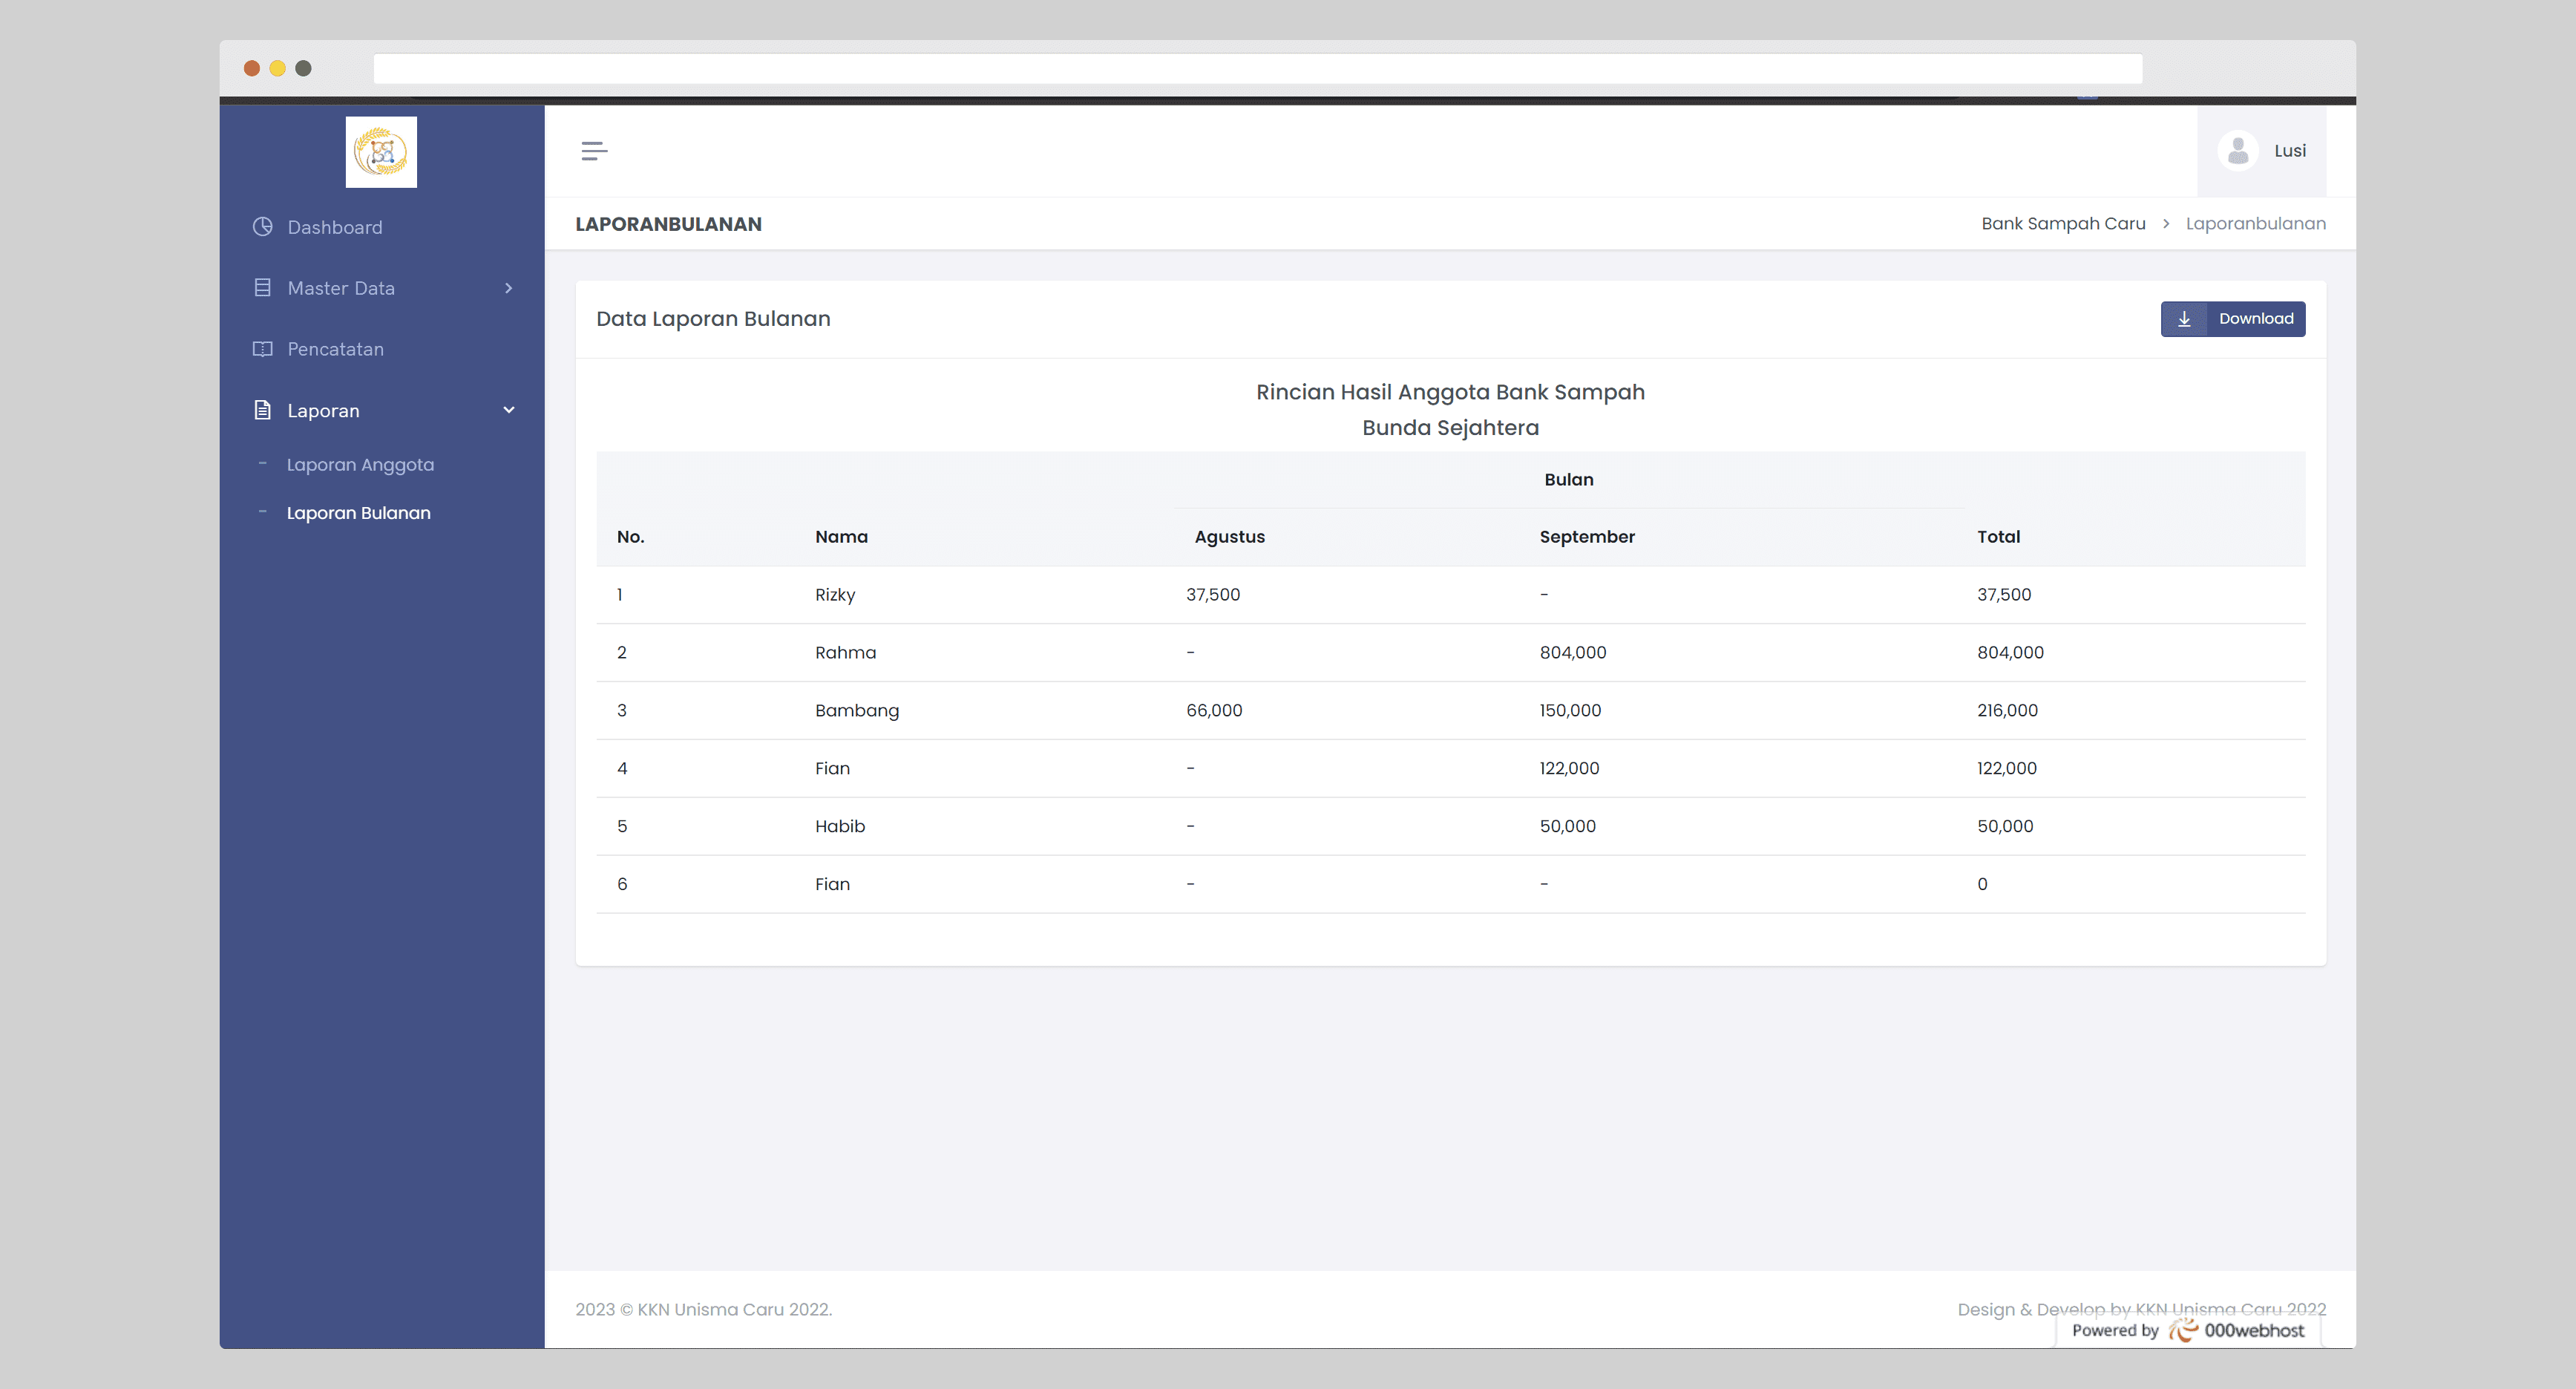 Lusi
Dashboard
Master Data
Pencatatan
Laporan
- Laporan Anggota
- Laporan Bulanan
LAPORANBULANAN
Bank Sampah Caru > Laporanbulanan
Data Laporan Bulanan
Download
Rincian Hasil Anggota Bank Sampah
Bunda Sejahtera
Bulan
No. Nama Agustus September Total
1 Rizky 37,500 - 37,500
2 Rahma - 804,000 804,000
3 Bambang 66,000 150,000 216,000
4 Fian - 122,000 122,000
5 Habib - 50,000 50,000
6 Fian - - 0
2023 © KKN Unisma Caru 2022.
Design & Develop by KKN Unisma Caru 2022
Powered by 000webhost